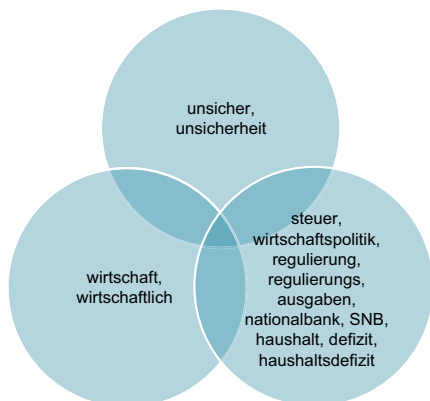 unsicher,
unsicherheit
wirtschaft,
wirtschaftlich
steuer,
wirtschaftspolitik,
regulierung,
regulierungs,
ausgaben,
nationalbank, SNB,
haushalt, defizit,
haushaltsdefizit